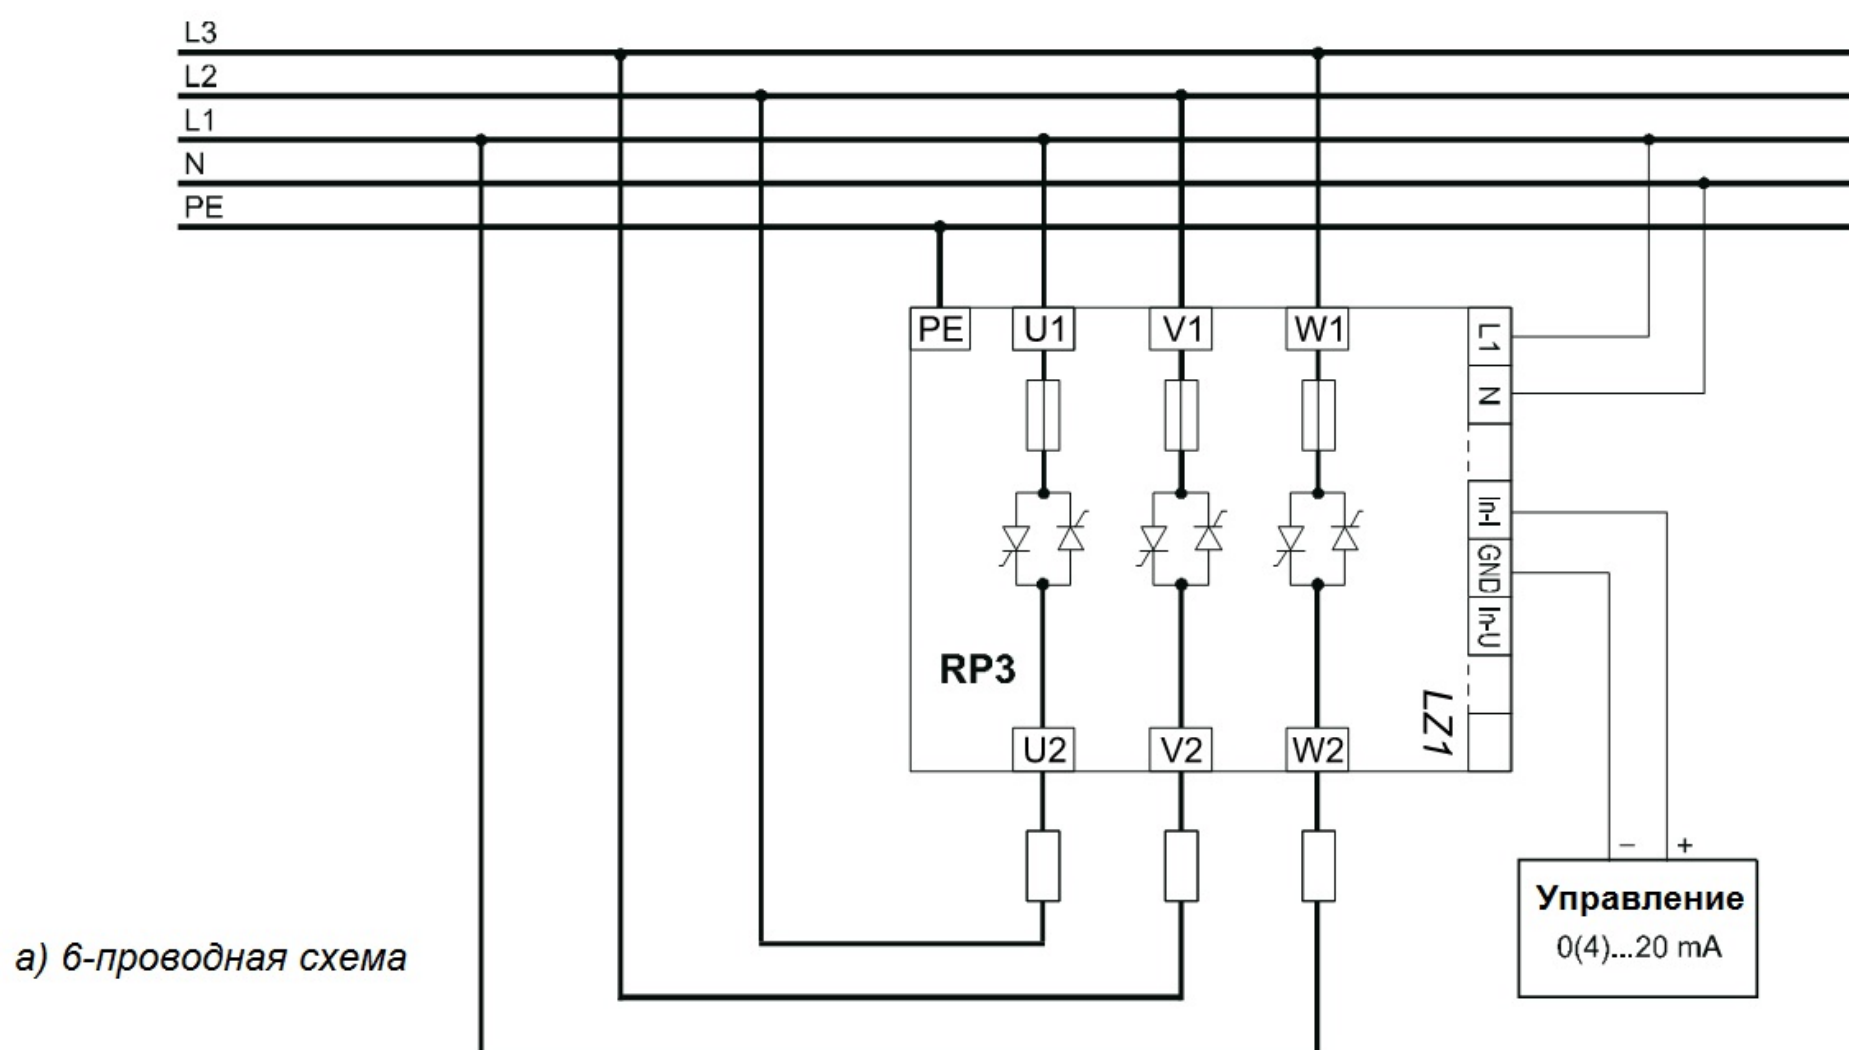 L3
L2
L1
N
PE
PE
U1
V1
W1
L1
N
In-I
GND
In-U
RP3
LZ1
U2
V2
W2
– +
Управление
0(4)...20 mA
а) 6-проводная схема